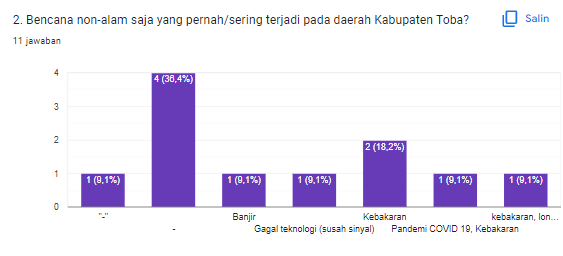 2. Bencana non-alam saja yang pernah/sering terjadi pada daerah Kabupaten Toba?
Salin
11 jawaban
4
3
2
1
0
1 (9,1%)
4 (36,4%)
1 (9,1%)
1 (9,1%)
2 (18,2%)
1 (9,1%)
1 (9,1%)
"-"
-
Banjir
Gagal teknologi (susah sinyal)
Kebakaran
Pandemi COVID 19, Kebakaran
kebakaran, lon...